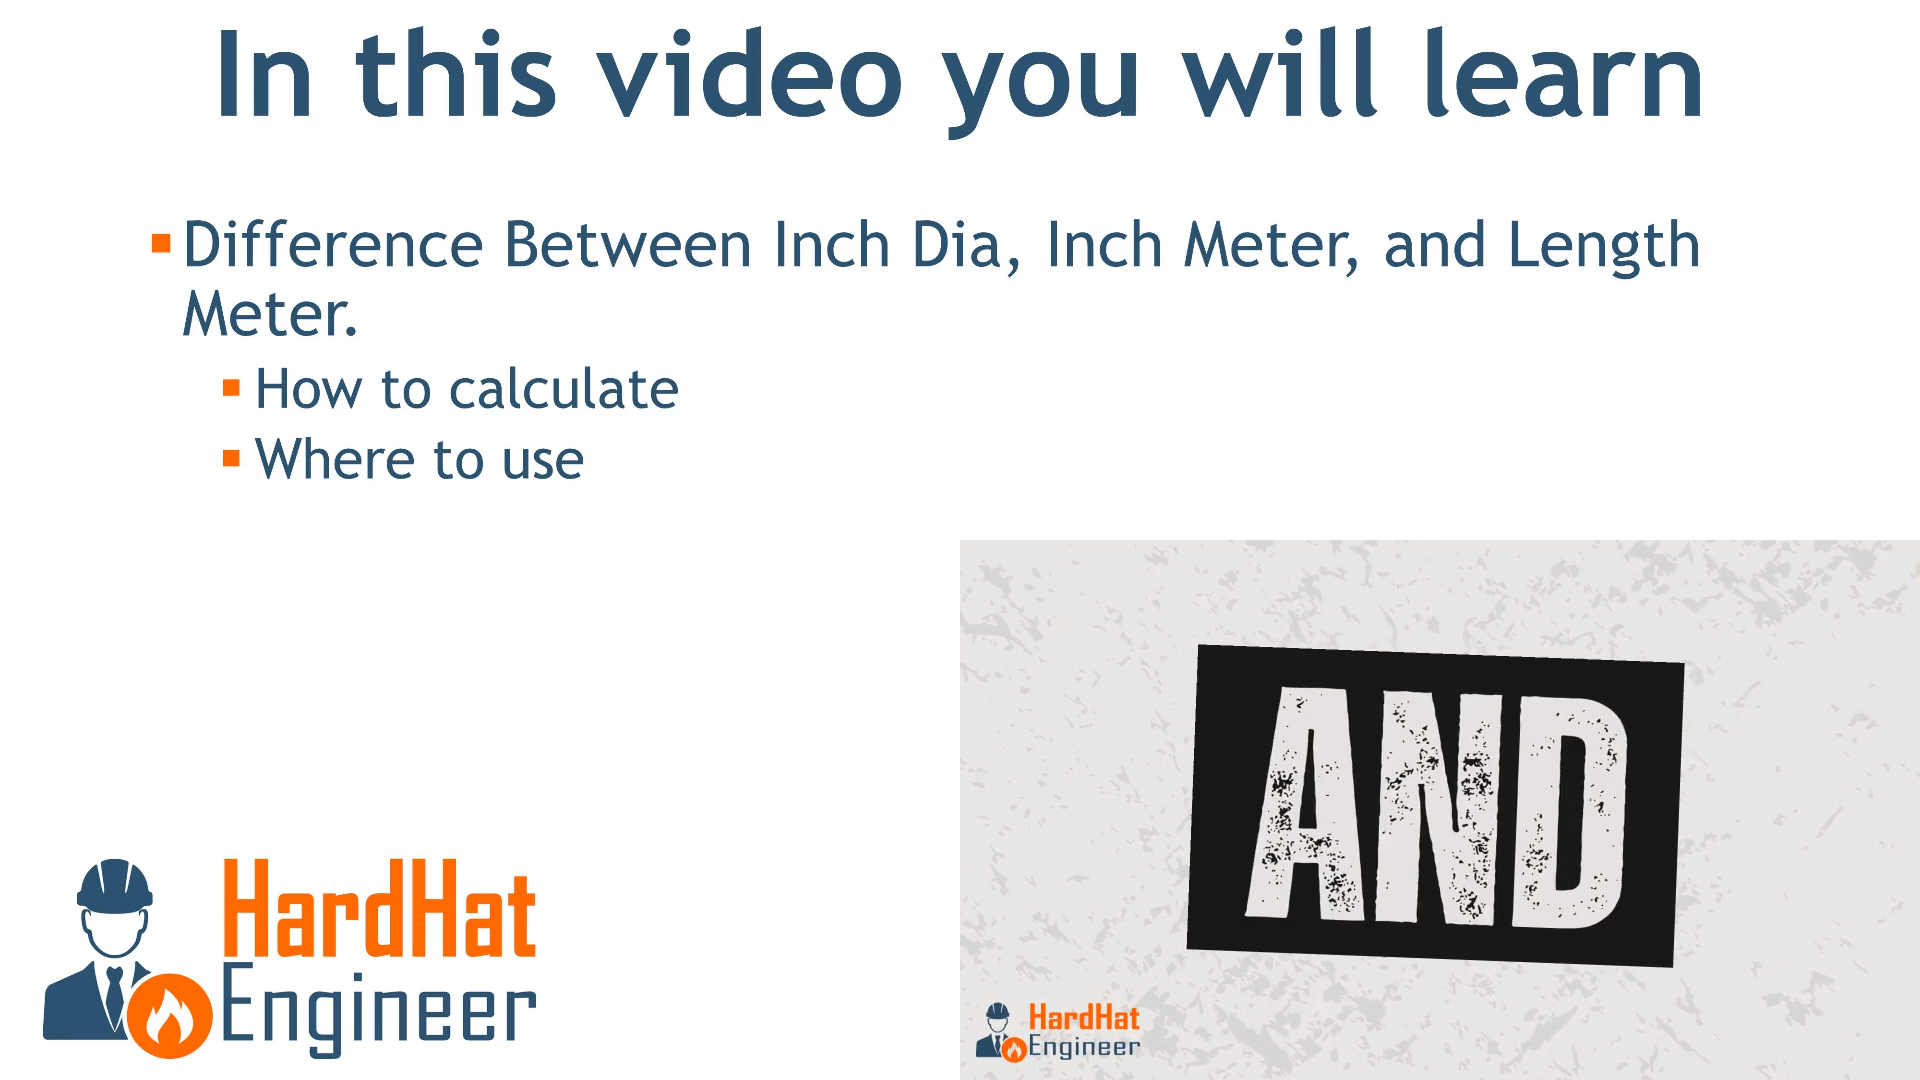 In this video you will learn
Difference Between Inch Dia, Inch Meter, and Length
Meter.
How to calculate
Where to use
AND
HardHat
Engineer
HardHat
Engineer